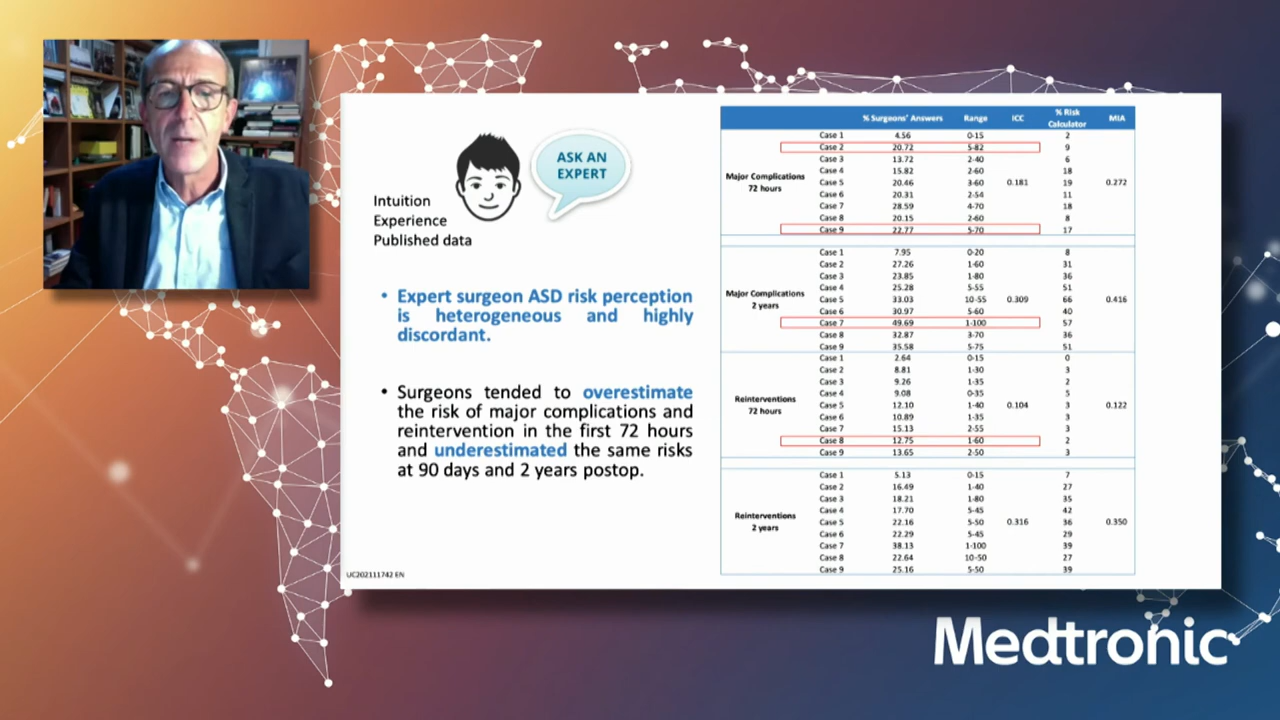 ASK AN
EXPERT
Intuition
Experience
Published data
• Expert surgeon ASD risk perception
is heterogeneous and highly
discordant.
• Surgeons tended to overestimate
the risk of major complications and
reintervention in the first 72 hours
and underestimated the same risks
at 90 days and 2 years postop.
UC202111742 EN
% Surgeons' Answers Range ICC % Risk Calculator MIA
Major Complications 72 hours
Case 1 4.56 0-15 2
Case 2 20.72 5-82 9
Case 3 13.72 2-40 6
Case 4 15.82 2-60 18
Case 5 20.46 3-60 0.181 19 0.272
Case 6 20.31 2-54 11
Case 7 28.59 4-70 18
Case 8 20.15 2-60 8
Case 9 22.77 5-70 17
Major Complications 2 years
Case 1 7.95 0-20 8
Case 2 27.26 1-60 31
Case 3 23.85 1-80 36
Case 4 25.28 5-55 51
Case 5 33.03 10-55 0.309 66 0.416
Case 6 30.97 5-60 40
Case 7 49.69 1-100 57
Case 8 32.87 3-70 36
Case 9 35.58 5-75 51
Reinterventions 72 hours
Case 1 2.64 0-15 0
Case 2 8.81 1-30 3
Case 3 9.26 1-35 2
Case 4 9.08 0-35 5
Case 5 12.10 1-40 0.104 3 0.122
Case 6 10.89 1-35 3
Case 7 15.13 2-55 3
Case 8 12.75 1-60 2
Case 9 13.65 2-50 3
Reinterventions 2 years
Case 1 5.13 0-15 7
Case 2 16.49 1-40 27
Case 3 18.21 1-80 35
Case 4 17.70 5-45 42
Case 5 22.16 5-50 0.316 36 0.350
Case 6 22.29 5-45 29
Case 7 38.13 1-100 39
Case 8 22.64 10-50 27
Case 9 25.16 5-50 39
Medtronic